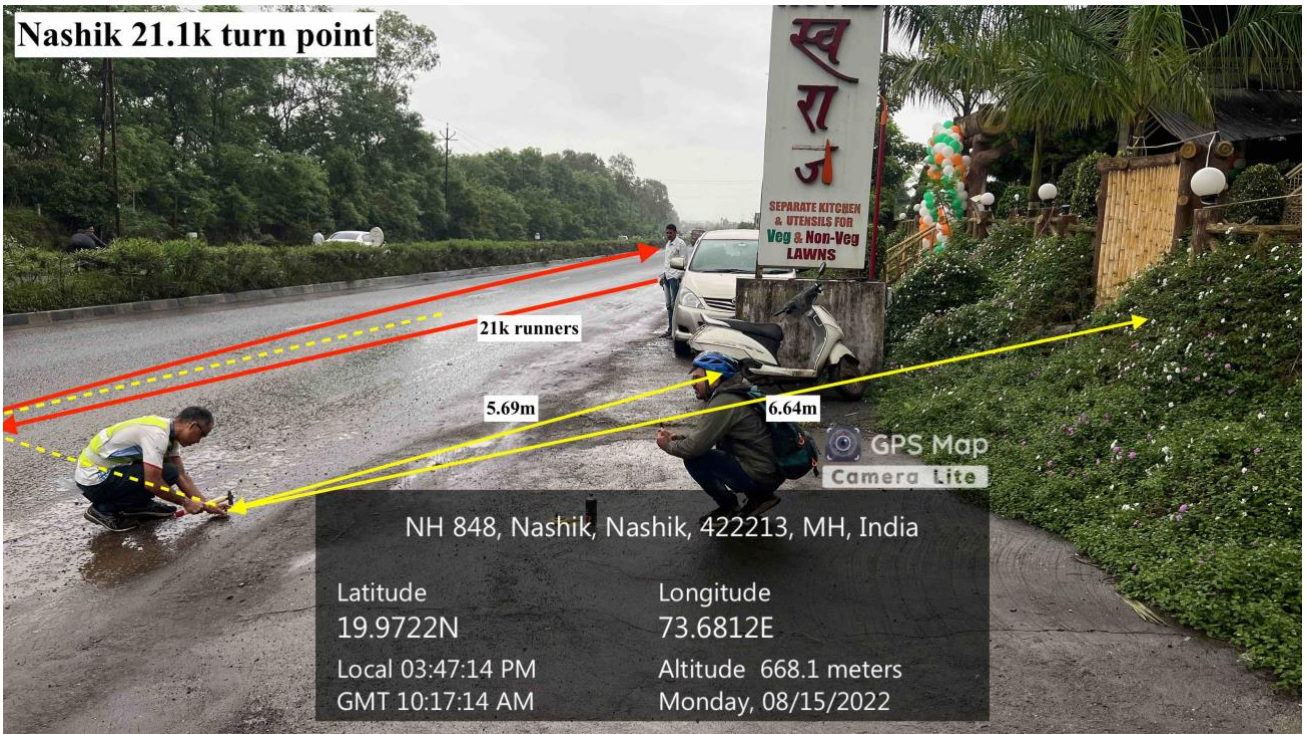 Nashik 21.1k turn point
स्व
रा
ज
SEPARATE KITCHEN
& UTENSILS FOR
Veg & Non-Veg
LAWNS
21k runners
5.69m
6.64m
GPS Map
Camera Lite
NH 848, Nashik, Nashik, 422213, MH, India
Latitude
19.9722N
Longitude
73.6812E
Local 03:47:14 PM
GMT 10:17:14 AM
Altitude 668.1 meters
Monday, 08/15/2022